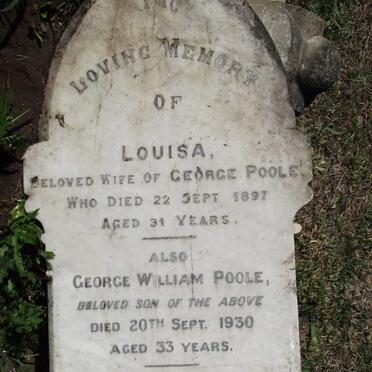 LOVING MEMORY
OF
LOUISA,
BELOVED WIFE OF GEORGE POOLE,
WHO DIED 22 SEPT 1897
AGED 31 YEARS.
ALSO
GEORGE WILLIAM POOLE,
BELOVED SON OF THE ABOVE
DIED 20TH SEPT. 1930
AGED 33 YEARS.